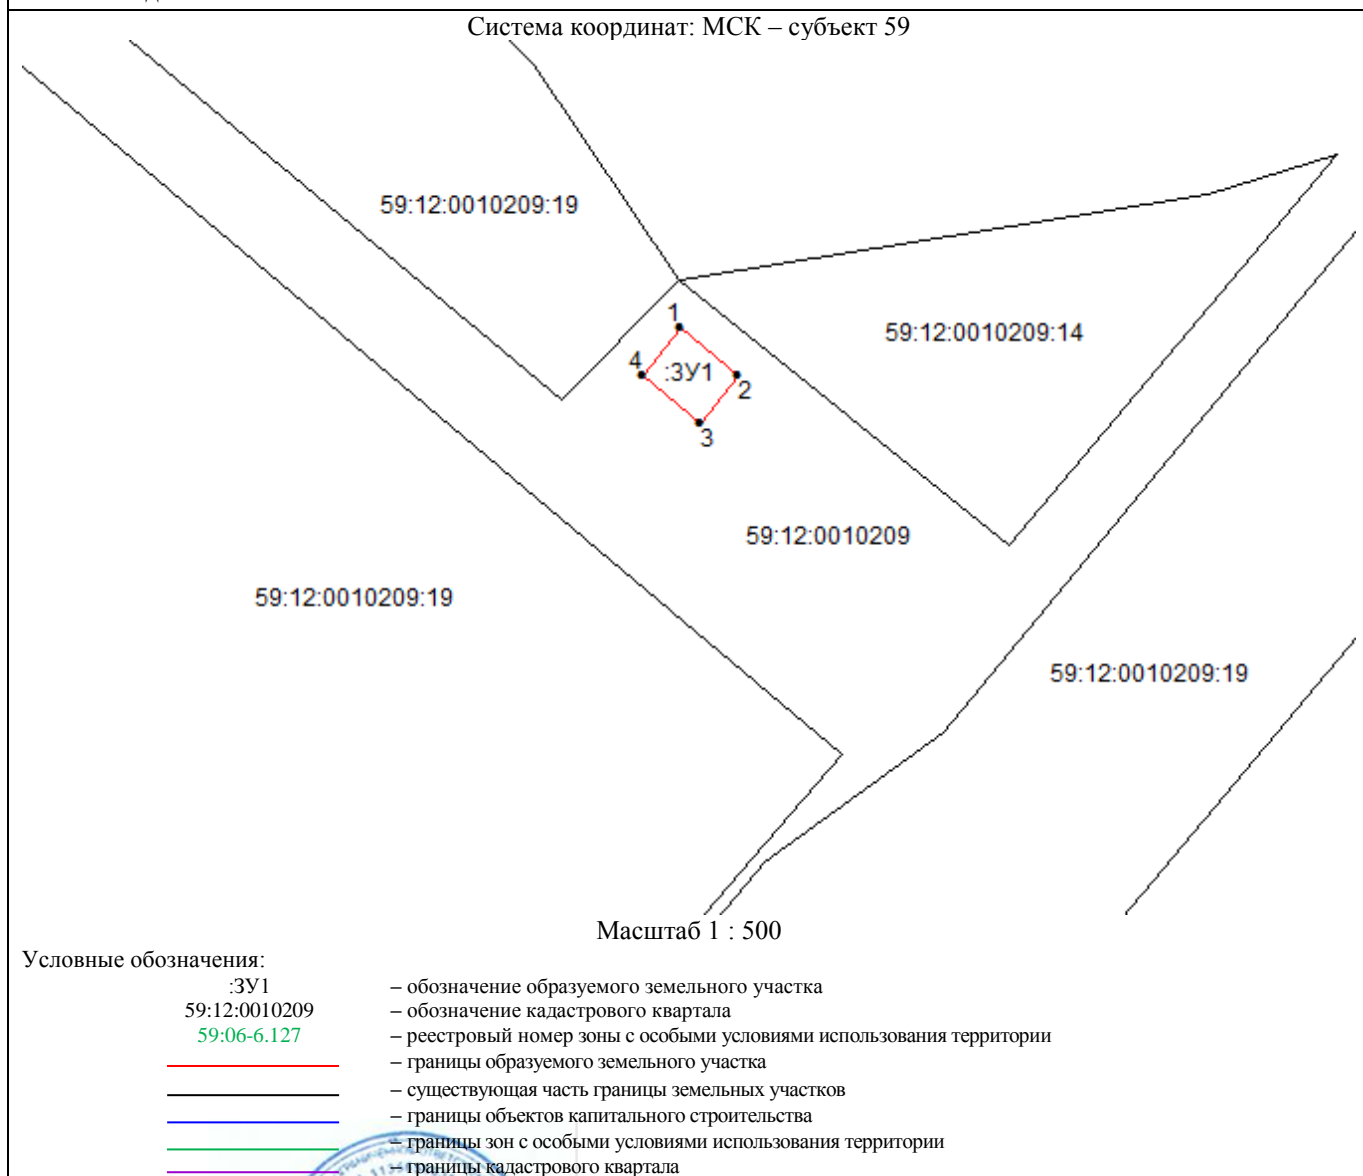 Система координат: МСК – субъект 59
59:12:0010209:19
1
59:12:0010209:14
4
:ЗУ1
2
3
59:12:0010209
59:12:0010209:19
59:12:0010209:19
Масштаб 1 : 500
Условные обозначения:
:ЗУ1 – обозначение образуемого земельного участка
59:12:0010209 – обозначение кадастрового квартала
59:06-6.127 – реестровый номер зоны с особыми условиями использования территории
– границы образуемого земельного участка
– существующая часть границы земельных участков
– границы объектов капитального строительства
– границы зон с особыми условиями использования территории
– границы кадастрового квартала